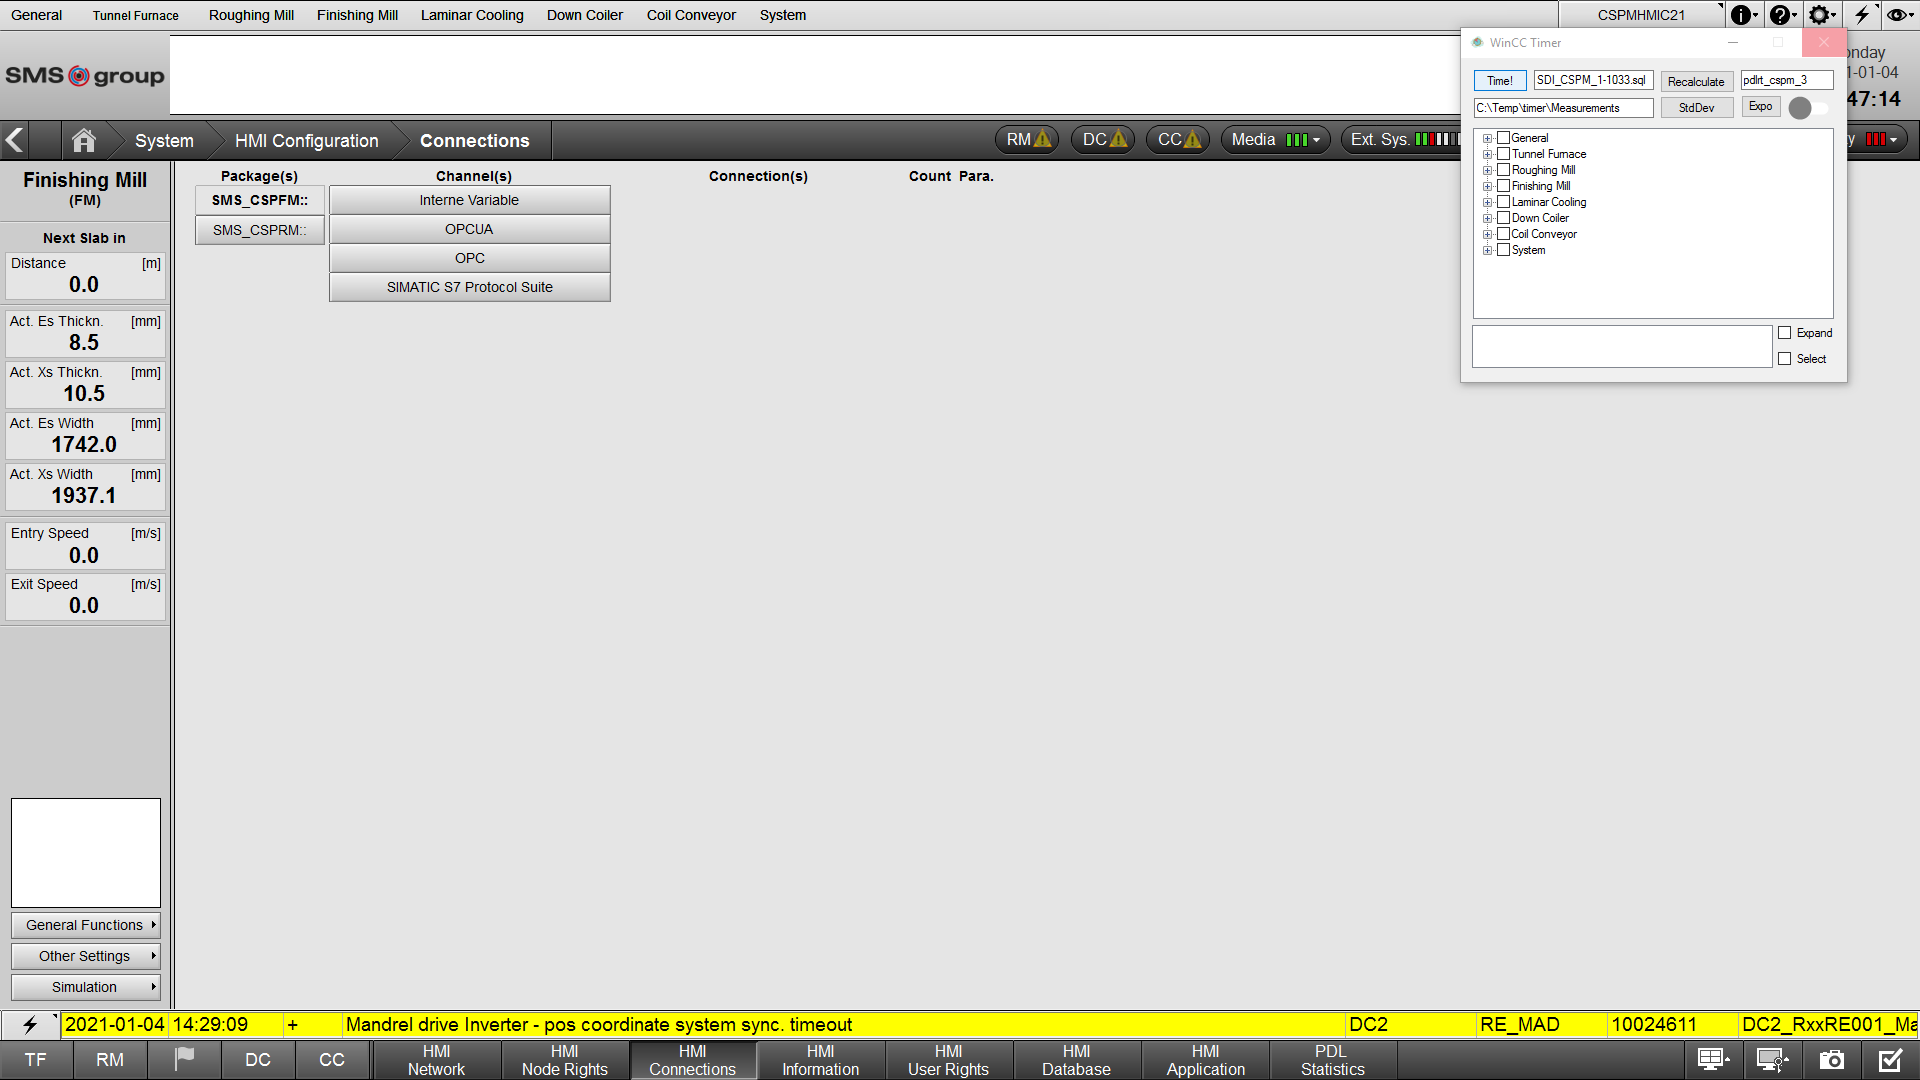 General Tunnel Furnace Roughing Mill Finishing Mill Laminar Cooling Down Coiler Coil Conveyor System CSPMHMIC21
SMS group
WinCC Timer
Time! SDI_CSPM_1-1033.sql Recalculate pdlrt_cspm_3
C:\Temp\timer\Measurements StdDev Expo
onday
1-01-04
47:14
System HMI Configuration Connections RM DC CC Media Ext. Sys. y
General
Tunnel Furnace
Roughing Mill
Finishing Mill
Laminar Cooling
Down Coiler
Coil Conveyor
System
Expand
Select
Finishing Mill
(FM)
Next Slab in
Distance [m]
0.0
Act. Es Thickn. [mm]
8.5
Act. Xs Thickn. [mm]
10.5
Act. Es Width [mm]
1742.0
Act. Xs Width [mm]
1937.1
Entry Speed [m/s]
0.0
Exit Speed [m/s]
0.0
Package(s) Channel(s) Connection(s) Count Para.
SMS_CSPFM:: Interne Variable
SMS_CSPRM:: OPCUA
OPC
SIMATIC S7 Protocol Suite
General Functions
Other Settings
Simulation
2021-01-04 14:29:09 + Mandrel drive Inverter - pos coordinate system sync. timeout DC2 RE_MAD 10024611 DC2_RxxRE001_Ma
TF RM DC CC
HMI Network
HMI Node Rights
HMI Connections
HMI Information
HMI User Rights
HMI Database
HMI Application
PDL Statistics